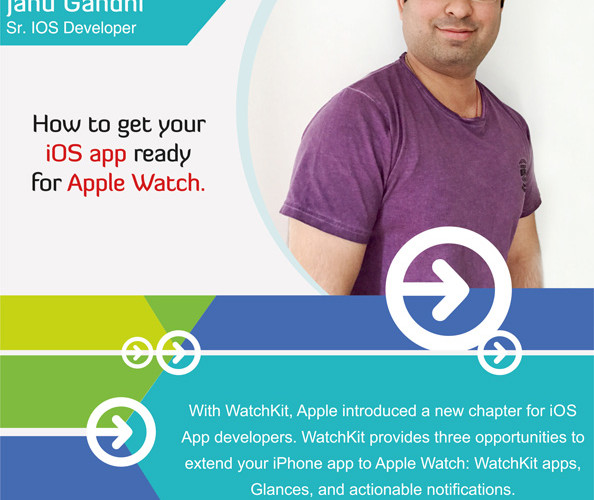 Gandhi
Sr. IOS Developer
How to get your
iOS app ready
for Apple Watch.
With WatchKit, Apple introduced a new chapter for iOS
App developers. WatchKit provides three opportunities to
extend your iPhone app to Apple Watch: WatchKit apps,
Glances, and actionable notifications.